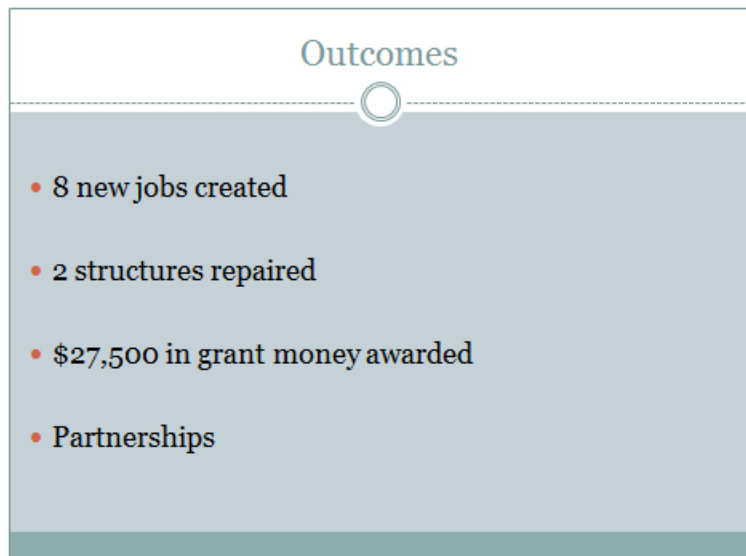 Outcomes
• 8 new jobs created
• 2 structures repaired
• $27,500 in grant money awarded
• Partnerships